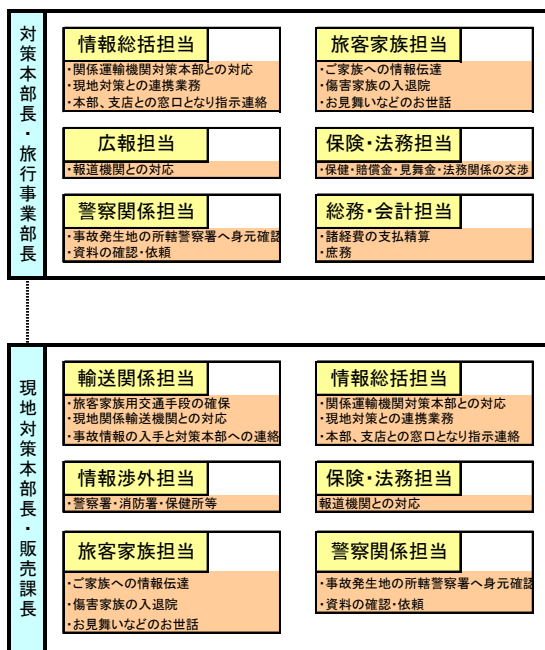 対策本部長・旅行事業部長
情報総括担当
・関係運輸機関対策本部との対応
・現地対策との連携業務
・本部、支店との窓口となり指示連絡
旅客家族担当
・ご家族への情報伝達
・傷害家族の入退院
・お見舞いなどのお世話
広報担当
・報道機関との対応
保険・法務担当
・保健・賠償金・見舞金・法務関係の交渉
警察関係担当
・事故発生地の所轄警察署へ身元確認
・資料の確認・依頼
総務・会計担当
・諸経費の支払精算
・庶務
現地対策本部長・販売課長
輸送関係担当
・旅客家族用交通手段の確保
・現地関係輸送機関との対応
・事故情報の入手と対策本部への連絡
情報総括担当
・関係運輸機関対策本部との対応
・現地対策との連携業務
・本部、支店との窓口となり指示連絡
情報渉外担当
・警察署・消防署・保健所等
保険・法務担当
報道機関との対応
旅客家族担当
・ご家族への情報伝達
・傷害家族の入退院
・お見舞いなどのお世話
警察関係担当
・事故発生地の所轄警察署へ身元確認
・資料の確認・依頼